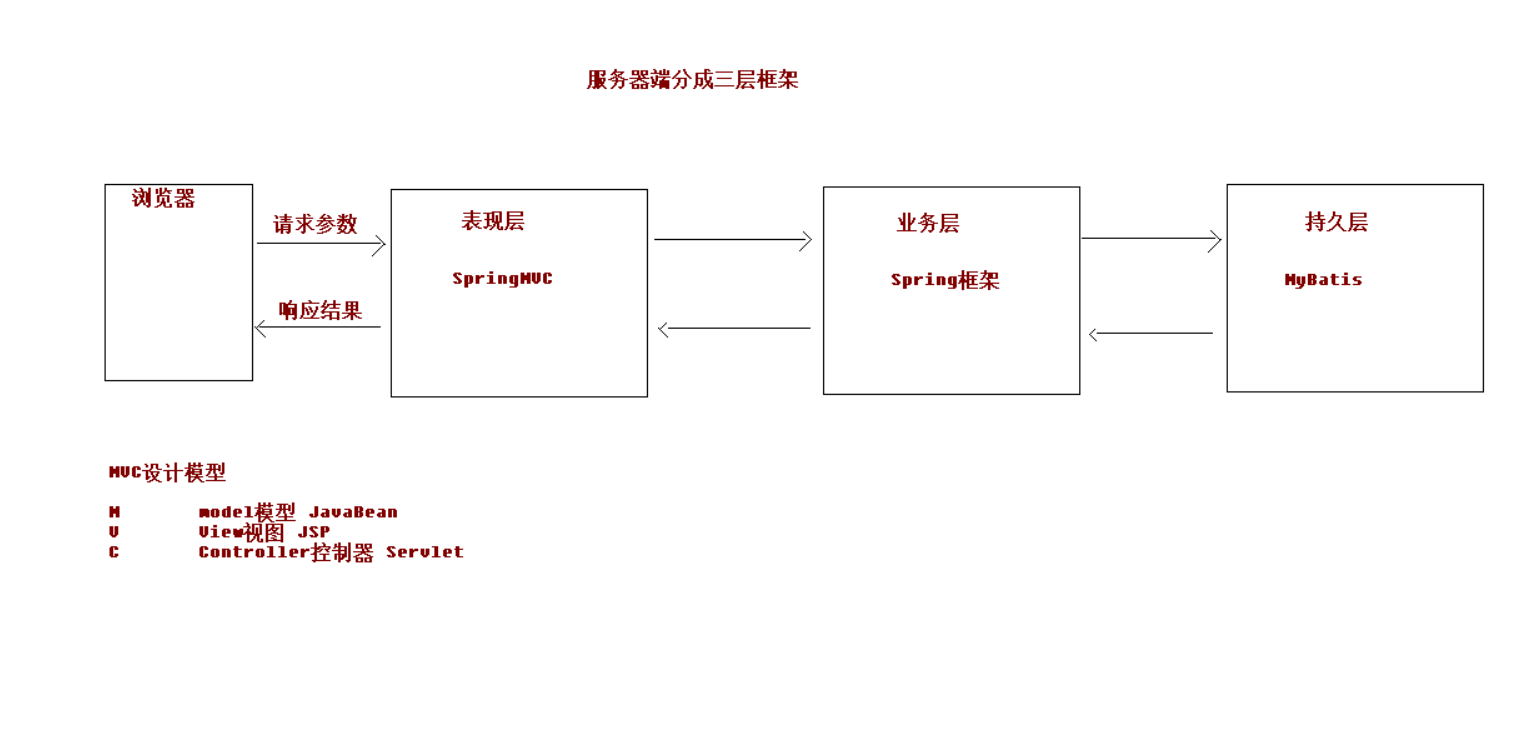 服务器端分成三层框架
浏览器
请求参数
响应结果
表现层
SpringMVC
业务层
Spring框架
持久层
MyBatis
MVC设计模型
M model模型 JavaBean
V View视图 JSP
C Controller控制器 Servlet